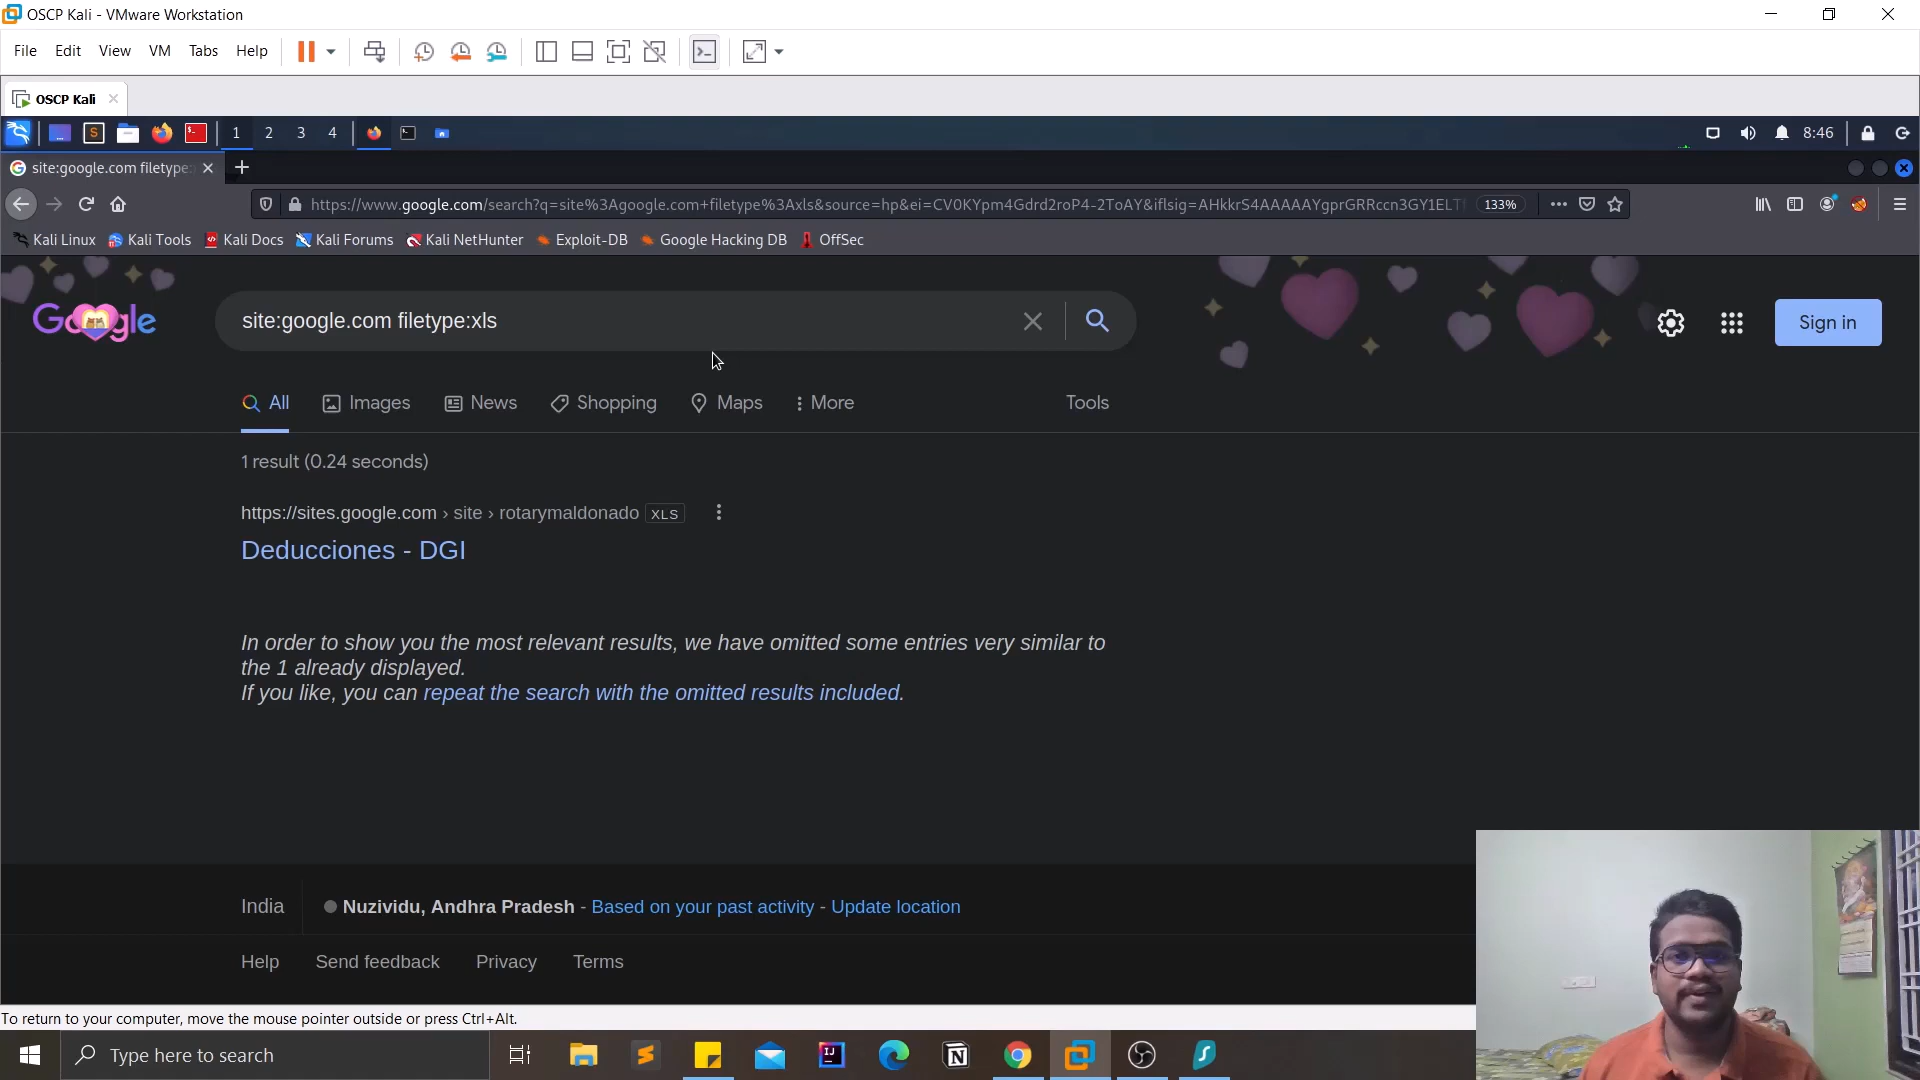 OSCP Kali - VMware Workstation
File Edit View VM Tabs Help
OSCP Kali
1 2 3 4 8:46
site:google.com filetype:
https://www.google.com/search?q=site%3Agoogle.com+filetype%3Axls&source=hp&ei=CV0KYpm4Gdrd2roP4-2ToAY&iflsig=AHkkrS4AAAAAYgprGRRccn3GY1ELT 133%
Kali Linux Kali Tools Kali Docs Kali Forums Kali NetHunter Exploit-DB Google Hacking DB OffSec
Google site:google.com filetype:xls Sign in
All Images News Shopping Maps More Tools
1 result (0.24 seconds)
https://sites.google.com › site › rotarymaldonado XLS
Deducciones - DGI
In order to show you the most relevant results, we have omitted some entries very similar to
the 1 already displayed.
If you like, you can repeat the search with the omitted results included.
India Nuzividu, Andhra Pradesh - Based on your past activity - Update location
Help Send feedback Privacy Terms
To return to your computer, move the mouse pointer outside or press Ctrl+Alt.
Type here to search